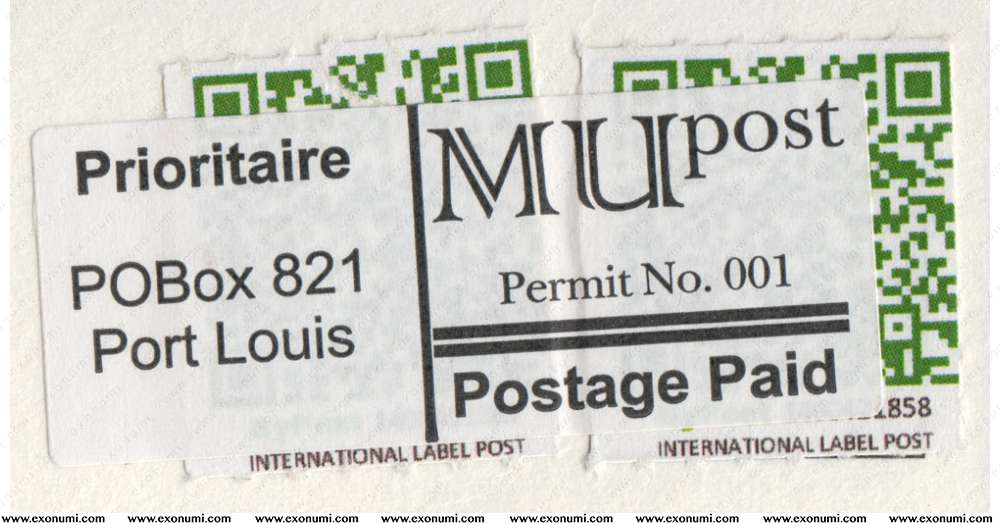 Prioritaire
POBox 821
Port Louis
MUpost
Permit No. 001
Postage Paid
1858
INTERNATIONAL LABEL POST
INTERNATIONAL LABEL POST
www.exonumi.com www.exonumi.com www.exonumi.com www.exonumi.com www.exonumi.com www.exonumi.com www.exonumi.com www.exonumi.com